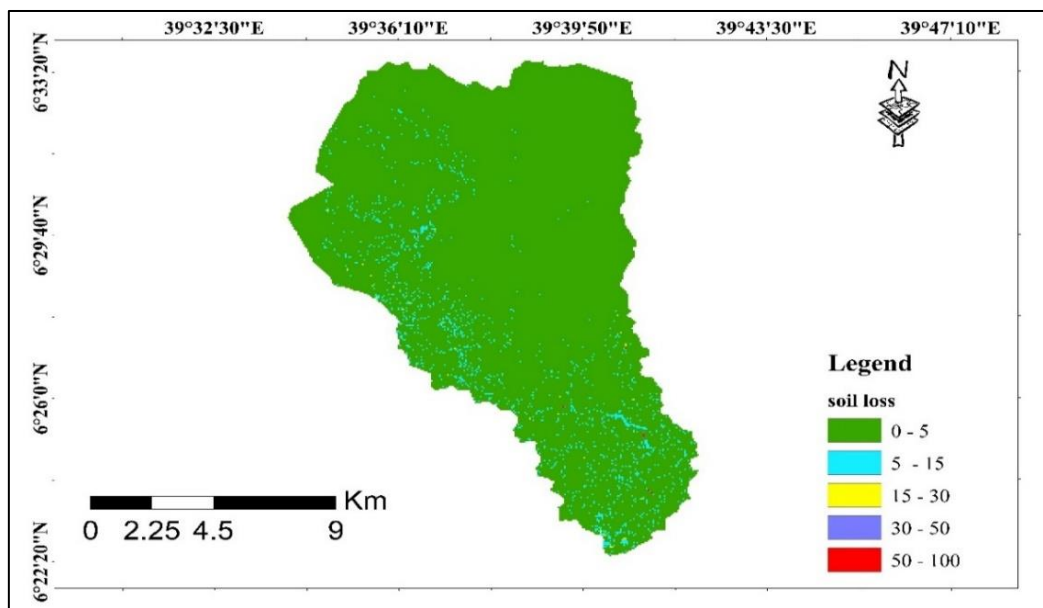 39°32'30"E 39°36'10"E 39°39'50"E 39°43'30"E 39°47'10"E
6°33'20"N
6°29'40"N
6°26'0"N
6°22'20"N
N
Legend
soil loss
0 - 5
5 - 15
15 - 30
30 - 50
50 - 100
Km
0 2.25 4.5 9